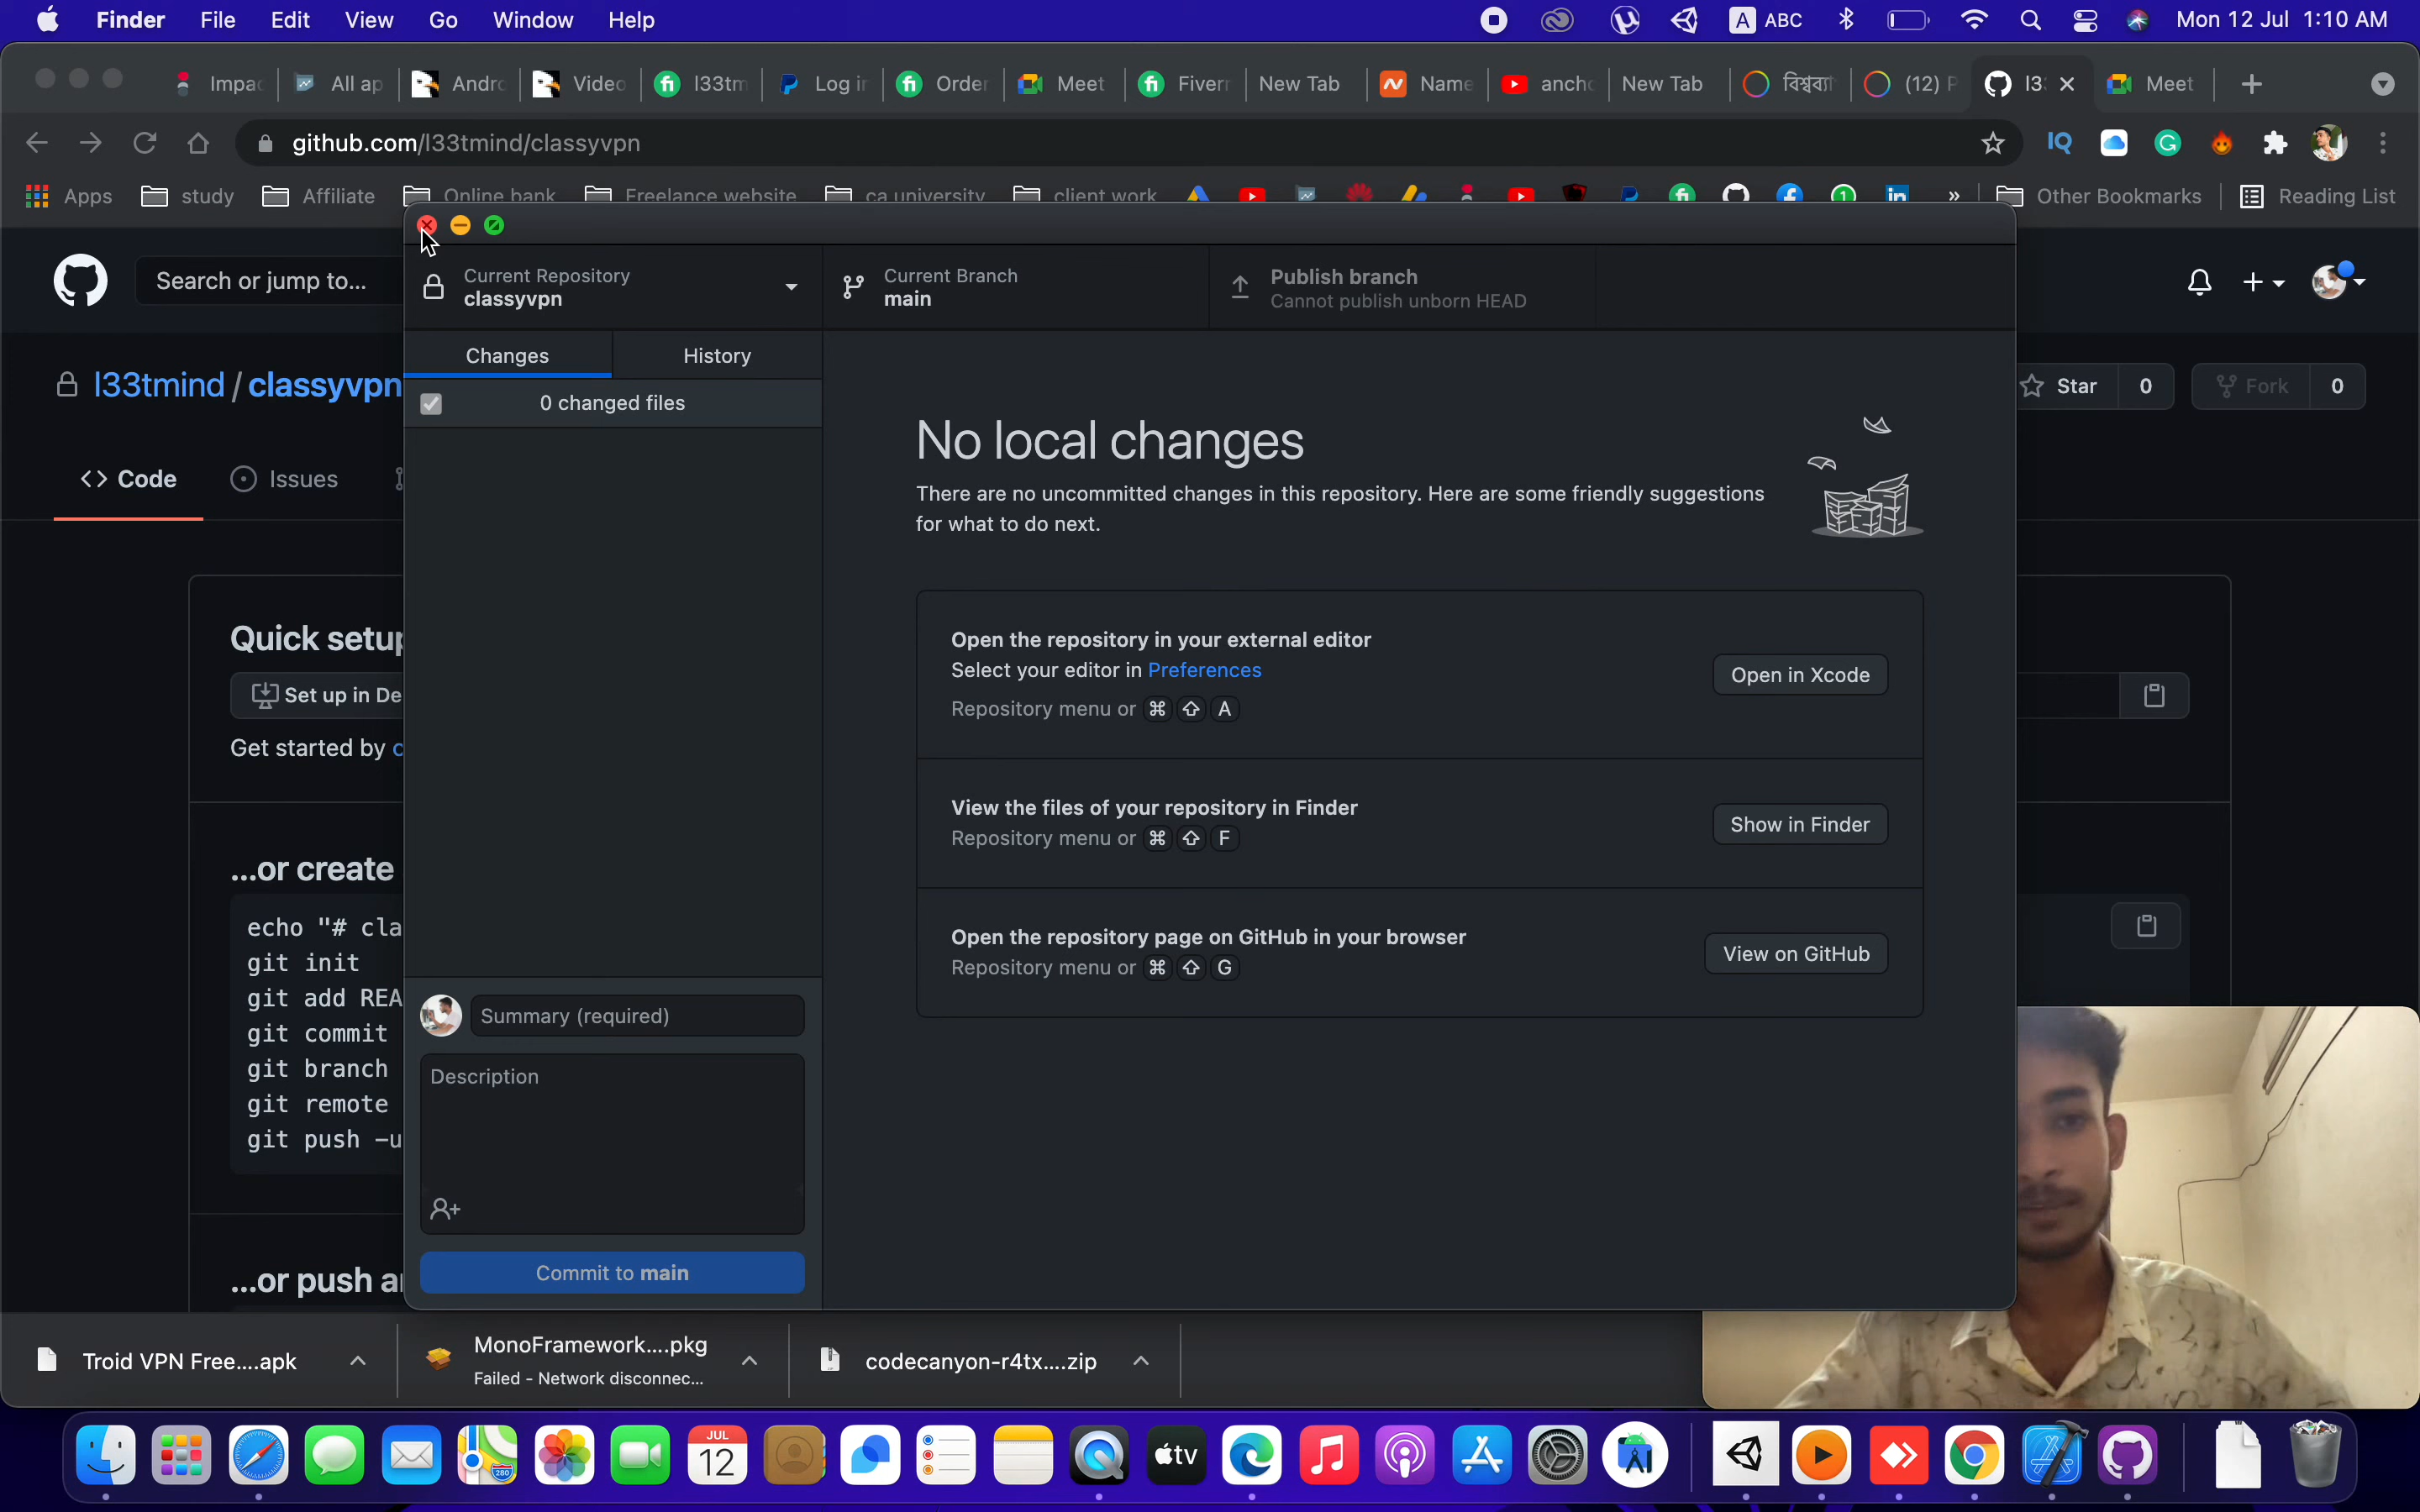 Finder File Edit View Go Window Help A ABC Mon 12 Jul 1:10 AM
Impac All ap Andro Video l33tm Log in Order Meet Fiverr New Tab Name ancho New Tab (12) P l33 Meet
github.com/l33tmind/classyvpn IQ
Apps study Affiliate Online bank Freelance website ca university client work » Other Bookmarks Reading List
Search or jump to...
Current Repository
classyvpn
Current Branch
main
Publish branch
Cannot publish unborn HEAD
l33tmind / classyvpn
Star 0 Fork 0
Code Issues
Changes History
0 changed files
No local changes
There are no uncommitted changes in this repository. Here are some friendly suggestions
for what to do next.
Quick setup
Set up in De
Get started by c
Open the repository in your external editor
Select your editor in Preferences
Repository menu or ⌘ ⇧ A
Open in Xcode
View the files of your repository in Finder
Repository menu or ⌘ ⇧ F
Show in Finder
Open the repository page on GitHub in your browser
Repository menu or ⌘ ⇧ G
View on GitHub
...or create
echo "# cla
git init
git add REA
git commit
git branch
git remote
git push -u
...or push a
Summary (required)
Description
Commit to main
Troid VPN Free....apk
MonoFramework....pkg
Failed - Network disconnec...
codecanyon-r4tx....zip
JUL
12
280
tv